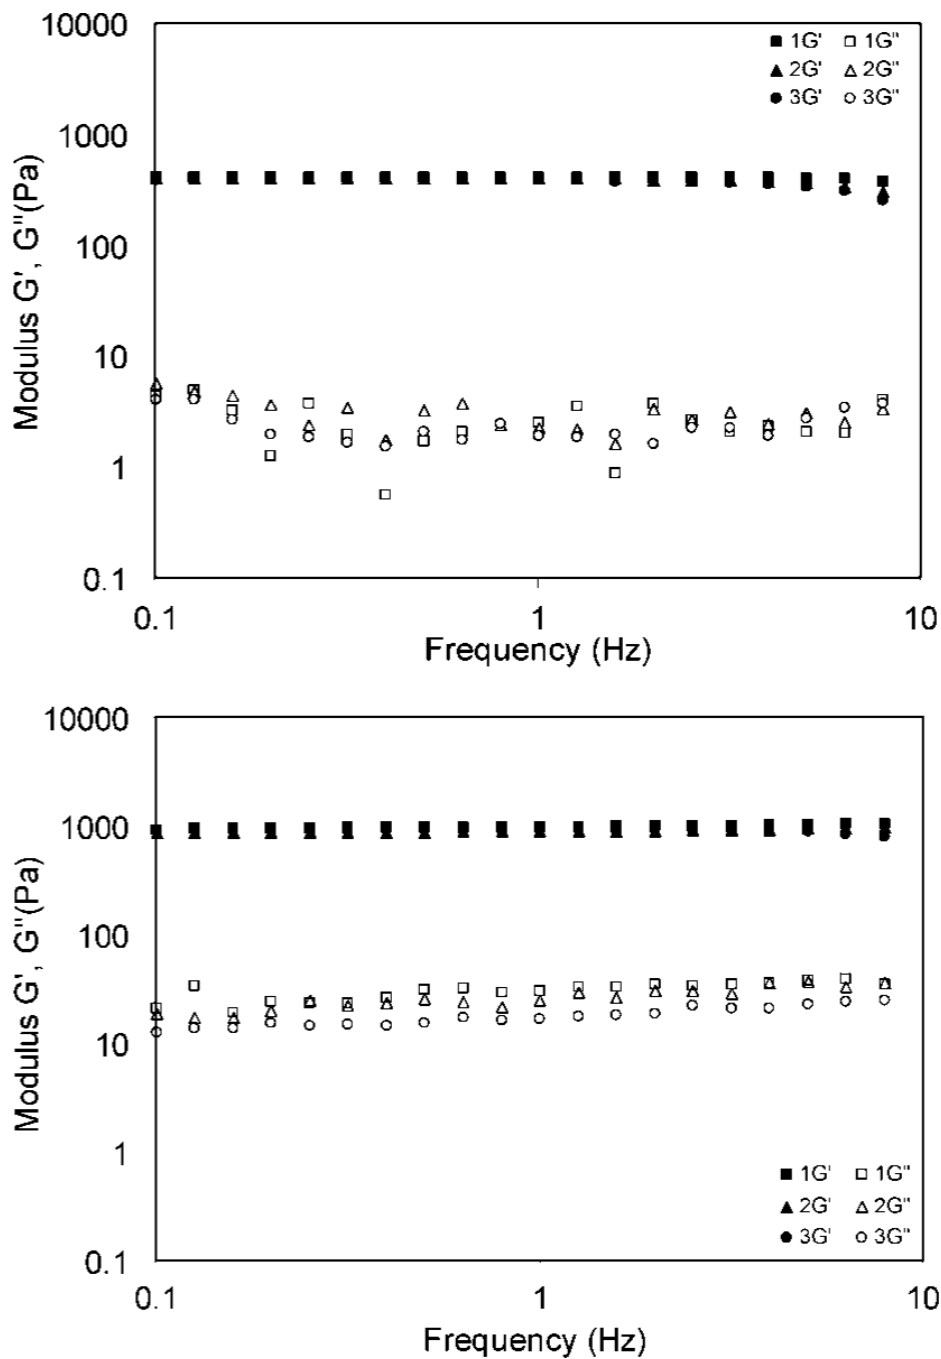 10000
1G' 1G"
2G' 2G"
3G' 3G"
1000
100
10
1
0.1
Modulus G', G"(Pa)
0.1 1 10
Frequency (Hz)
10000
1000
100
10
1
0.1
Modulus G', G"(Pa)
1G' 1G"
2G' 2G"
3G' 3G"
0.1 1 10
Frequency (Hz)